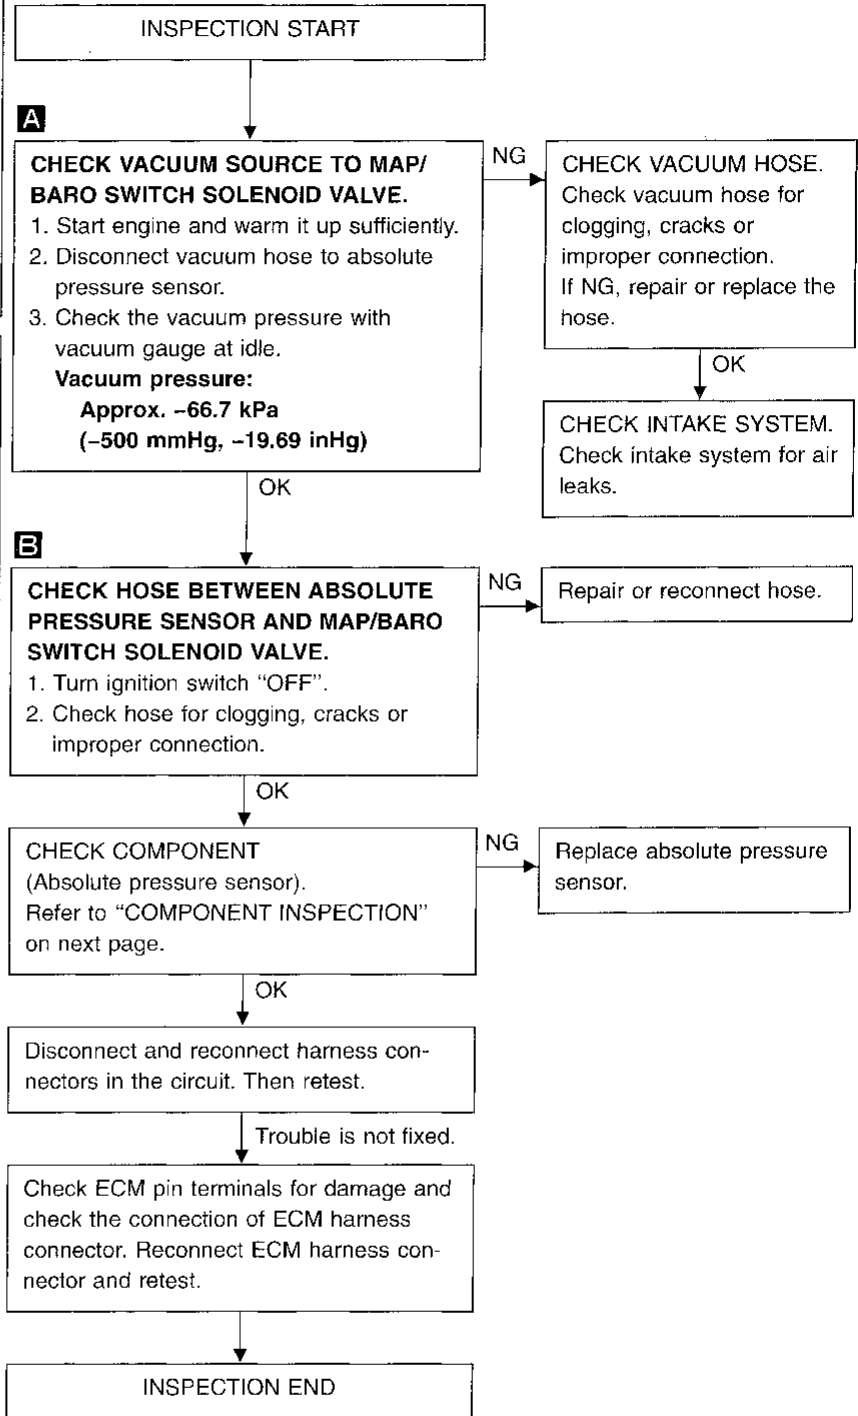 INSPECTION START
A
CHECK VACUUM SOURCE TO MAP/
BARO SWITCH SOLENOID VALVE.
1. Start engine and warm it up sufficiently.
2. Disconnect vacuum hose to absolute
pressure sensor.
3. Check the vacuum pressure with
vacuum gauge at idle.
Vacuum pressure:
Approx. –66.7 kPa
(–500 mmHg, –19.69 inHg)
NG
CHECK VACUUM HOSE.
Check vacuum hose for
clogging, cracks or
improper connection.
If NG, repair or replace the
hose.
OK
CHECK INTAKE SYSTEM.
Check intake system for air
leaks.
OK
B
CHECK HOSE BETWEEN ABSOLUTE
PRESSURE SENSOR AND MAP/BARO
SWITCH SOLENOID VALVE.
1. Turn ignition switch “OFF”.
2. Check hose for clogging, cracks or
improper connection.
NG
Repair or reconnect hose.
OK
CHECK COMPONENT
(Absolute pressure sensor).
Refer to “COMPONENT INSPECTION”
on next page.
NG
Replace absolute pressure
sensor.
OK
Disconnect and reconnect harness con-
nectors in the circuit. Then retest.
Trouble is not fixed.
Check ECM pin terminals for damage and
check the connection of ECM harness
connector. Reconnect ECM harness con-
nector and retest.
INSPECTION END